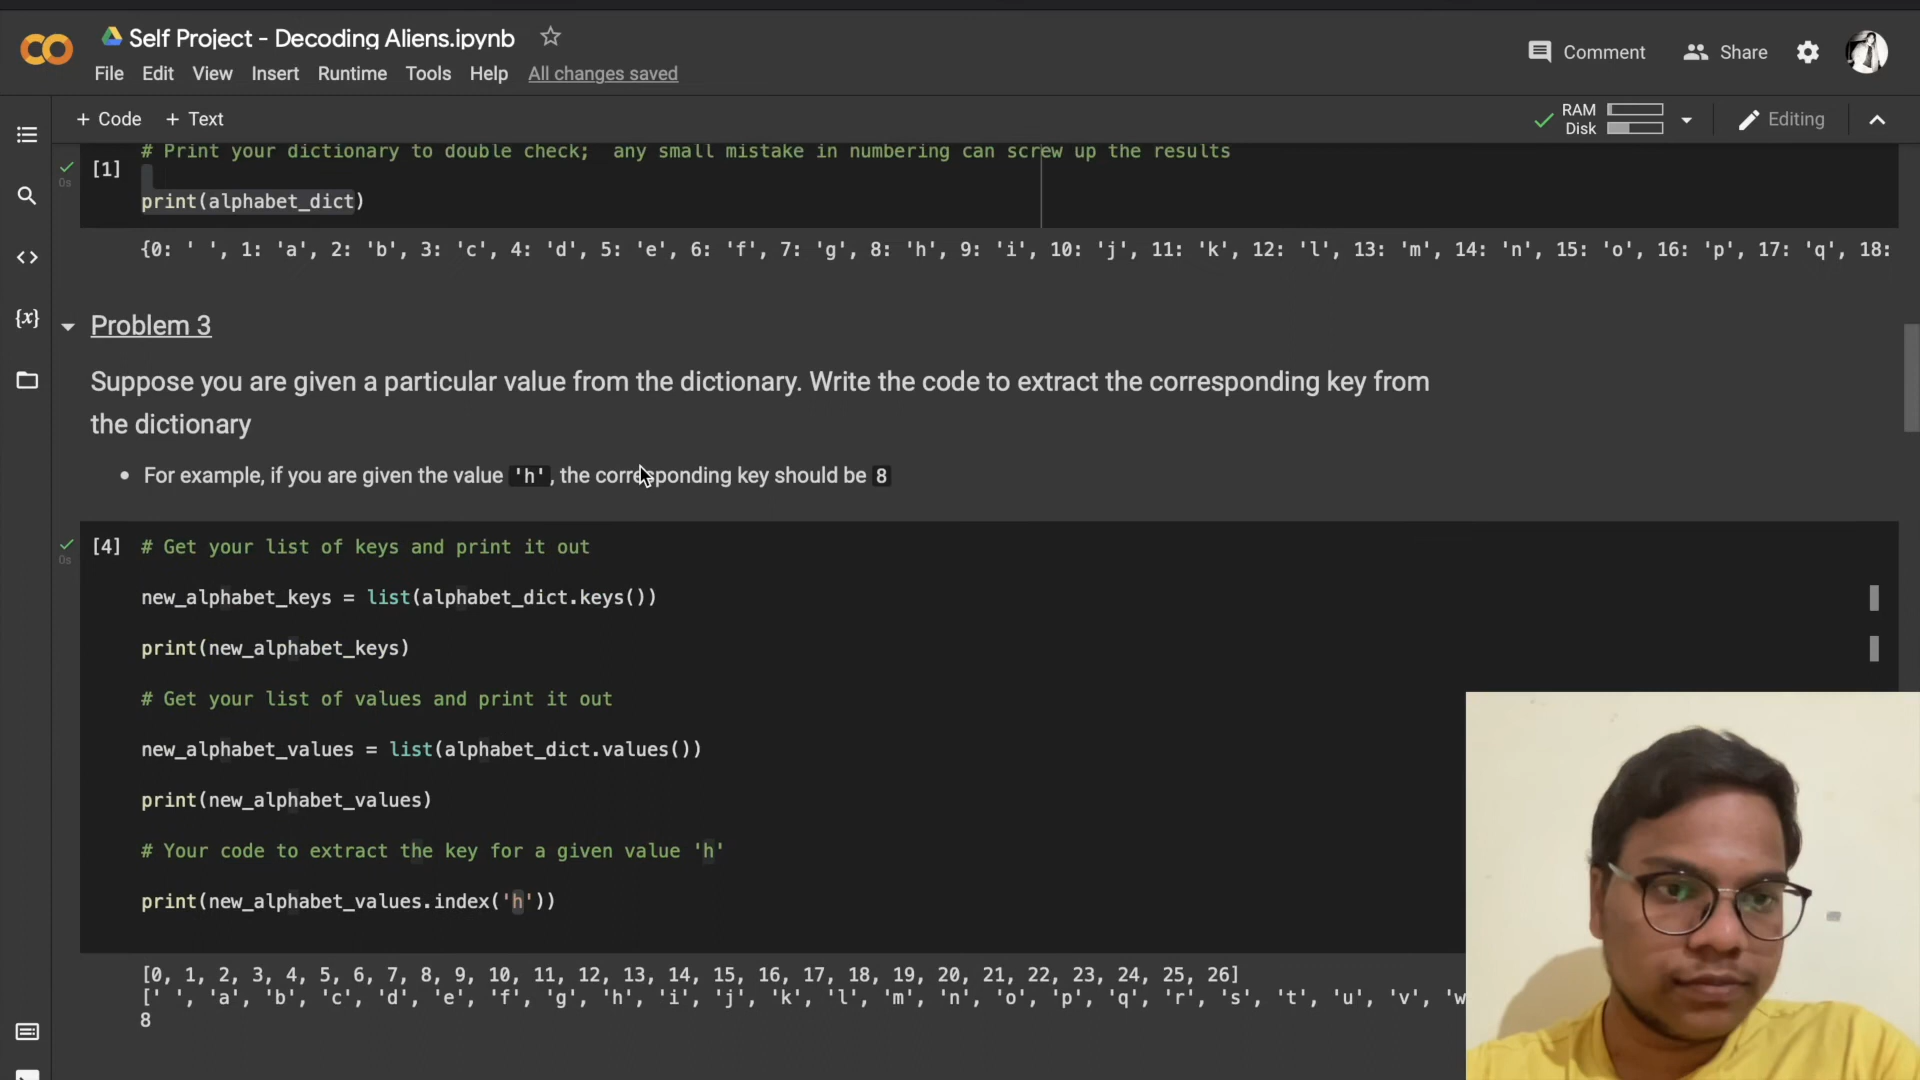 Self Project - Decoding Aliens.ipynb
File Edit View Insert Runtime Tools Help All changes saved
Comment Share
+ Code + Text
RAM
Disk
Editing
# Print your dictionary to double check;  any small mistake in numbering can screw up the results
[1]
0s
print(alphabet_dict)
{0: ' ', 1: 'a', 2: 'b', 3: 'c', 4: 'd', 5: 'e', 6: 'f', 7: 'g', 8: 'h', 9: 'i', 10: 'j', 11: 'k', 12: 'l', 13: 'm', 14: 'n', 15: 'o', 16: 'p', 17: 'q', 18:
{x}
Problem 3
Suppose you are given a particular value from the dictionary. Write the code to extract the corresponding key from
the dictionary
• For example, if you are given the value 'h', the corresponding key should be 8
[4] # Get your list of keys and print it out
0s
new_alphabet_keys = list(alphabet_dict.keys())
print(new_alphabet_keys)
# Get your list of values and print it out
new_alphabet_values = list(alphabet_dict.values())
print(new_alphabet_values)
# Your code to extract the key for a given value 'h'
print(new_alphabet_values.index('h'))
[0, 1, 2, 3, 4, 5, 6, 7, 8, 9, 10, 11, 12, 13, 14, 15, 16, 17, 18, 19, 20, 21, 22, 23, 24, 25, 26]
[' ', 'a', 'b', 'c', 'd', 'e', 'f', 'g', 'h', 'i', 'j', 'k', 'l', 'm', 'n', 'o', 'p', 'q', 'r', 's', 't', 'u', 'v', 'w
8